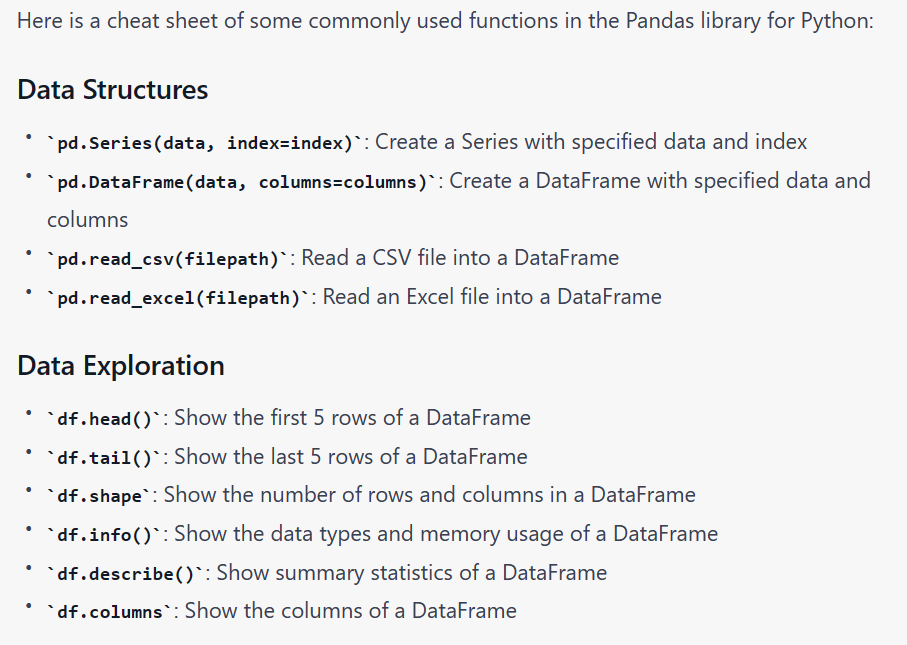 Here is a cheat sheet of some commonly used functions in the Pandas library for Python:
Data Structures
• `pd.Series(data, index=index)`: Create a Series with specified data and index
• `pd.DataFrame(data, columns=columns)`: Create a DataFrame with specified data and
columns
• `pd.read_csv(filepath)`: Read a CSV file into a DataFrame
• `pd.read_excel(filepath)`: Read an Excel file into a DataFrame
Data Exploration
• `df.head()`: Show the first 5 rows of a DataFrame
• `df.tail()`: Show the last 5 rows of a DataFrame
• `df.shape`: Show the number of rows and columns in a DataFrame
• `df.info()`: Show the data types and memory usage of a DataFrame
• `df.describe()`: Show summary statistics of a DataFrame
• `df.columns`: Show the columns of a DataFrame